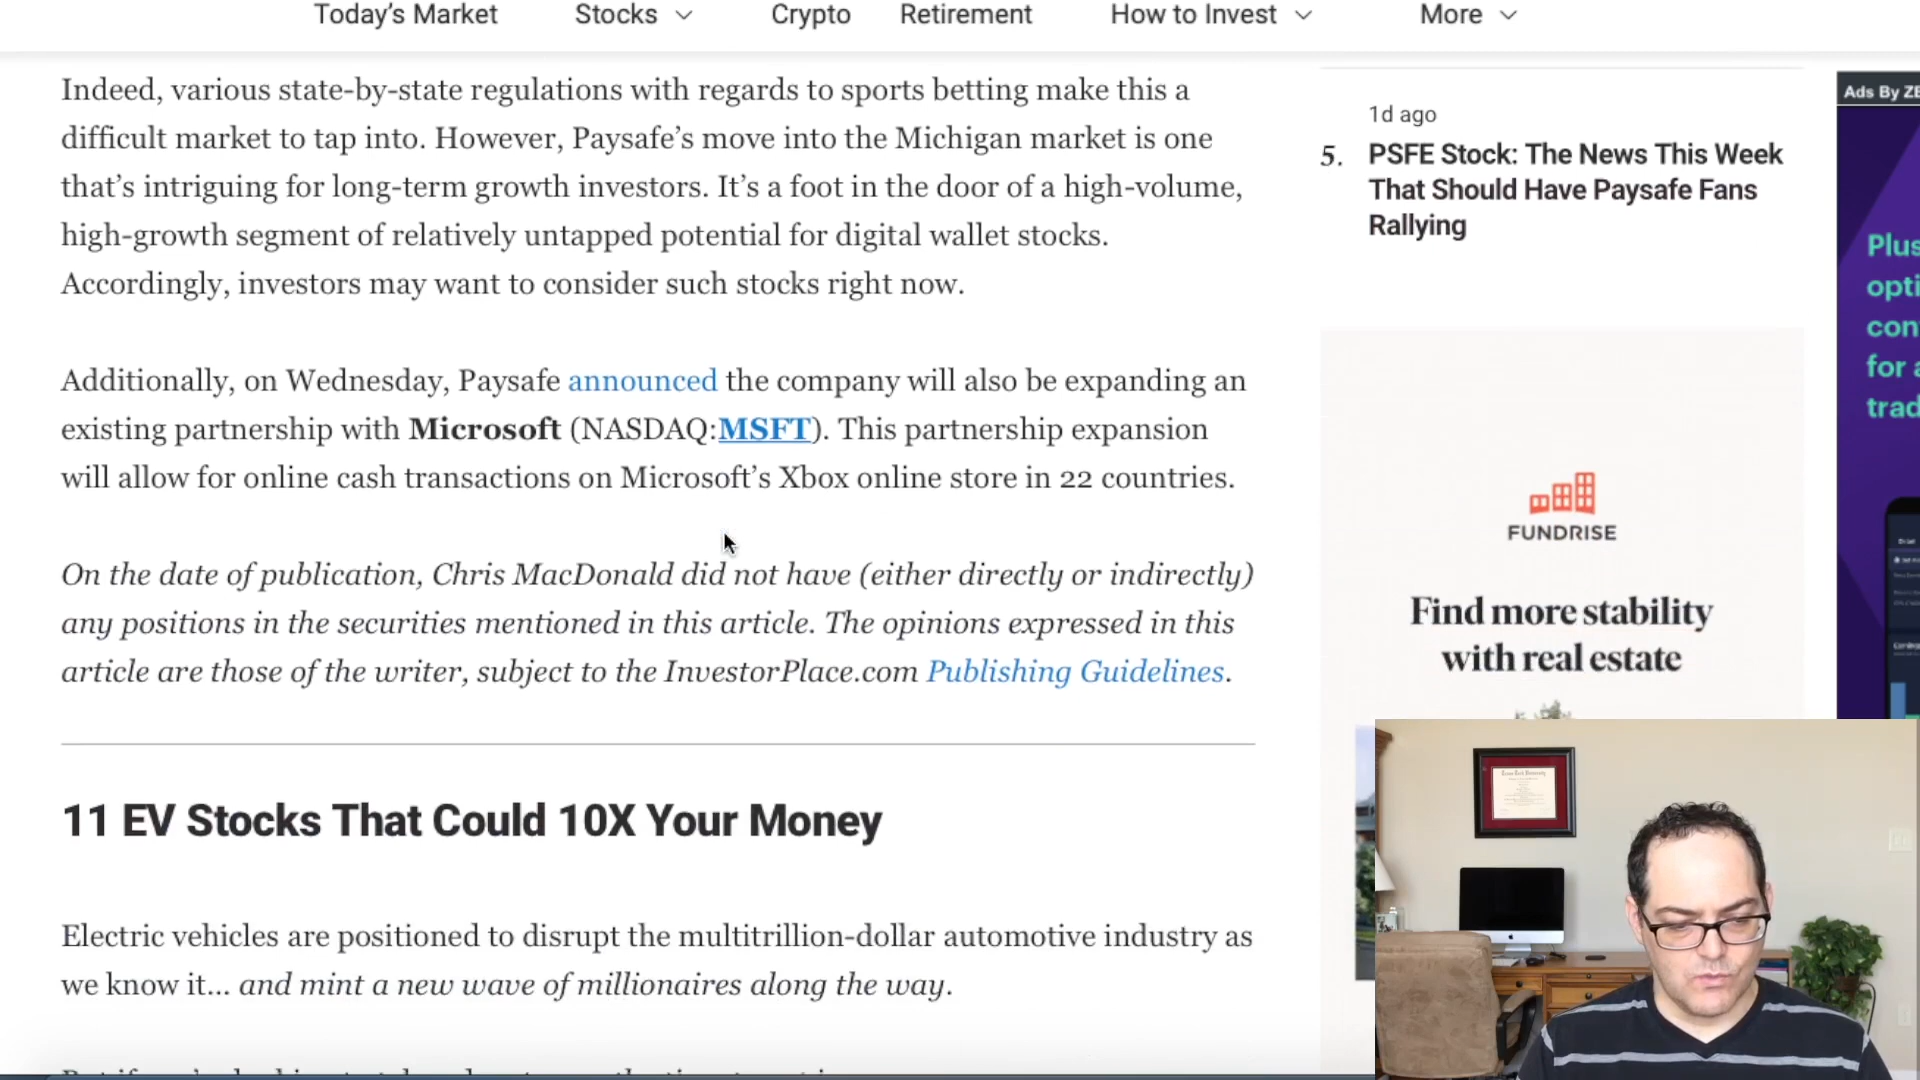 Today’s Market Stocks Crypto Retirement How to Invest More
Indeed, various state-by-state regulations with regards to sports betting make this a
difficult market to tap into. However, Paysafe’s move into the Michigan market is one
that’s intriguing for long-term growth investors. It’s a foot in the door of a high-volume,
high-growth segment of relatively untapped potential for digital wallet stocks.
Accordingly, investors may want to consider such stocks right now.
Additionally, on Wednesday, Paysafe announced the company will also be expanding an
existing partnership with Microsoft (NASDAQ:MSFT). This partnership expansion
will allow for online cash transactions on Microsoft’s Xbox online store in 22 countries.
On the date of publication, Chris MacDonald did not have (either directly or indirectly)
any positions in the securities mentioned in this article. The opinions expressed in this
article are those of the writer, subject to the InvestorPlace.com Publishing Guidelines.
11 EV Stocks That Could 10X Your Money
Electric vehicles are positioned to disrupt the multitrillion-dollar automotive industry as
we know it... and mint a new wave of millionaires along the way.
1d ago
5. PSFE Stock: The News This Week
That Should Have Paysafe Fans
Rallying
FUNDRISE
Find more stability
with real estate
Ads By ZE
Plus
opti
con
for a
trad